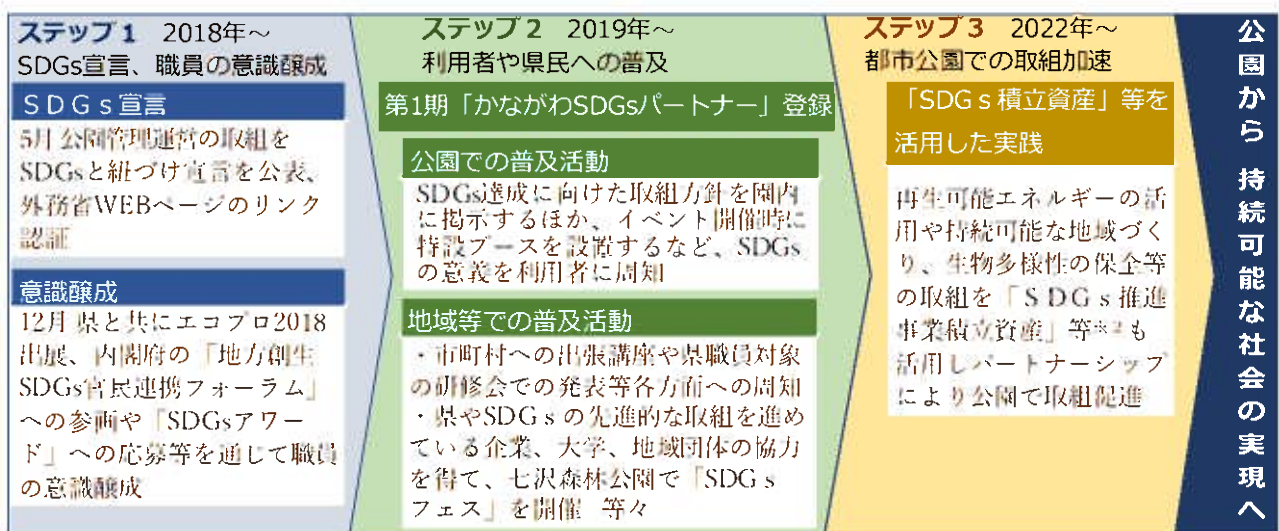 ステップ1 2018年~
SDGs宣言、職員の意識醸成
SDGs宣言
5月 公園管理運営の取組を
SDGsと紐づけ宣言を公表、
外務省WEBページのリンク
認証
意識醸成
12月 県と共にエコプロ2018
出展、内閣府の「地方創生
SDGs官民連携フォーラム」
への参画や「SDGsアワー
ド」への応募等を通じて職員
の意識醸成
ステップ2 2019年~
利用者や県民への普及
第1期「かながわSDGsパートナー」登録
公園での普及活動
SDGs達成に向けた取組方針を園内
に掲示するほか、イベント開催時に
特設ブースを設置するなど、SDGs
の意義を利用者に周知
地域等での普及活動
・市町村への出張講座や県職員対象
の研修会での発表等各方面への周知
・県やSDGsの先進的な取組を進め
ている企業、大学、地域団体の協力
を得て、七沢森林公園で「SDGs
フェス」を開催 等々
ステップ3 2022年~
都市公園での取組加速
「SDGs積立資産」等を
活用した実践
再生可能エネルギーの活
用や持続可能な地域づく
り、生物多様性の保全等
の取組を「SDGs推進
事業積立資産」等※2も
活用しパートナーシップ
により公園で取組促進
公園から 持続可能な社会の実現へ